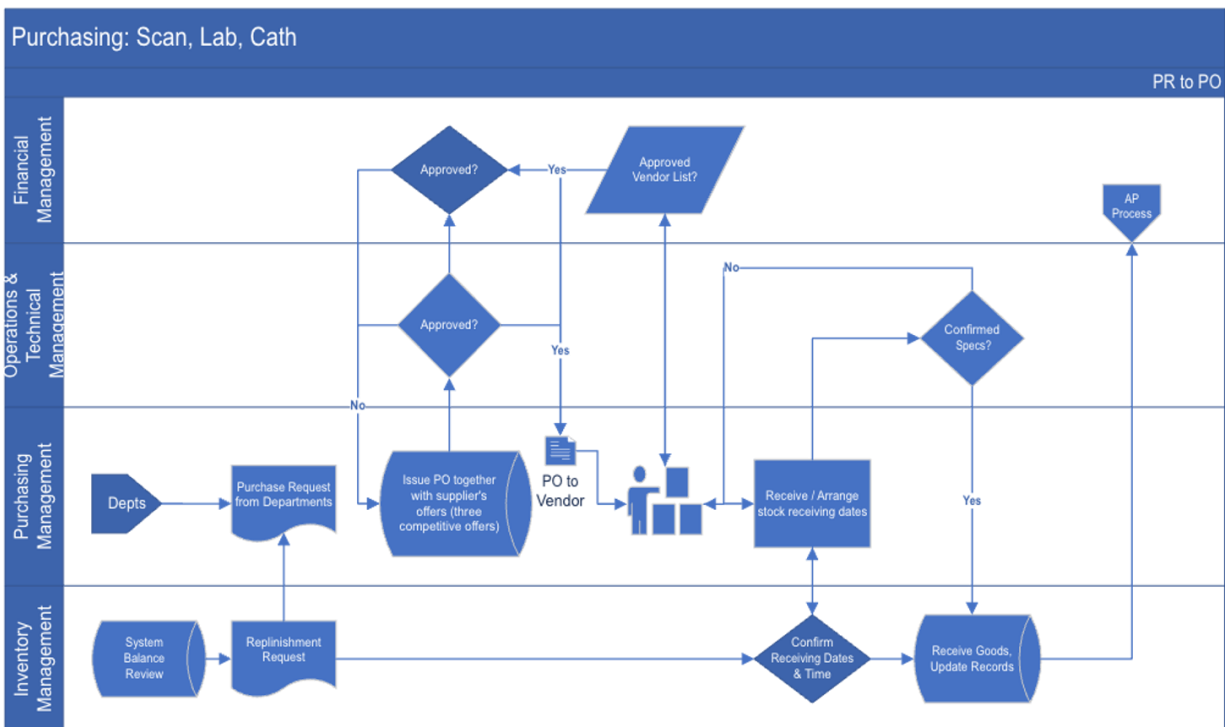 Purchasing: Scan, Lab, Cath
PR to PO
Financial
Management
Approved?
Yes
Approved
Vendor List?
AP
Process
Operations &
Technical
Management
Approved?
Yes
No
Confirmed
Specs?
No
Purchasing
Management
Depts
Purchase Request
from Departments
Issue PO together
with supplier's
offers (three
competitive offers)
PO to
Vendor
Receive / Arrange
stock receiving dates
Yes
Inventory
Management
System
Balance
Review
Replinishment
Request
Confirm
Receiving Dates
& Time
Receive Goods,
Update Records